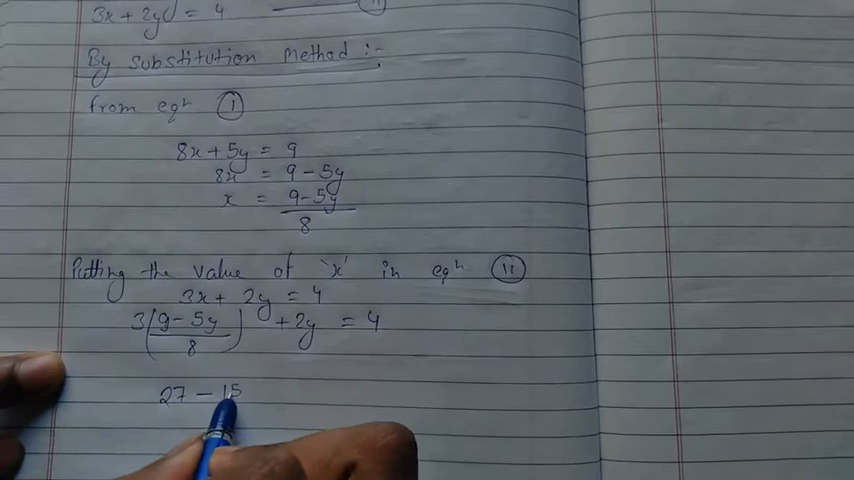 3x + 2y = 4 — (II)
By substitution Method :-
from eqn (I)
8x + 5y = 9
8x = 9 - 5y
x = 9 - 5y
8
Putting the value of 'x' in eqn (II)
3x + 2y = 4
3(9 - 5y) + 2y = 4
8
27 - 15